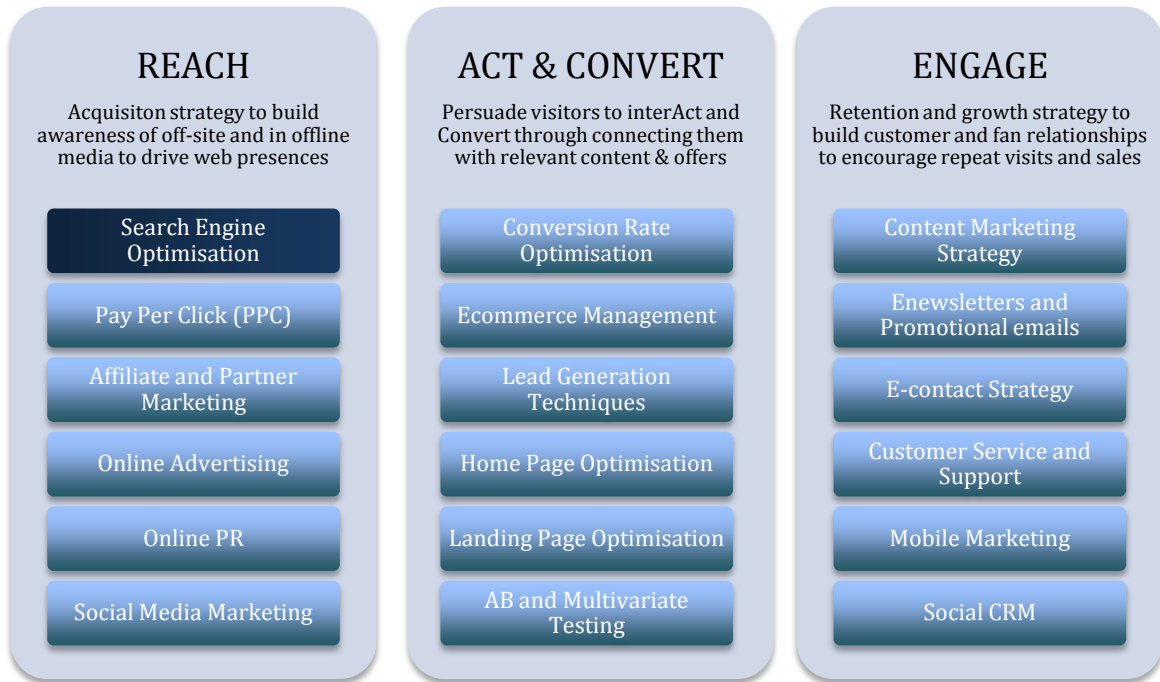 REACH
Acquisiton strategy to build
awareness of off-site and in offline
media to drive web presences
Search Engine
Optimisation
Pay Per Click (PPC)
Affiliate and Partner
Marketing
Online Advertising
Online PR
Social Media Marketing
ACT & CONVERT
Persuade visitors to interAct and
Convert through connecting them
with relevant content & offers
Conversion Rate
Optimisation
Ecommerce Management
Lead Generation
Techniques
Home Page Optimisation
Landing Page Optimisation
AB and Multivariate
Testing
ENGAGE
Retention and growth strategy to
build customer and fan relationships
to encourage repeat visits and sales
Content Marketing
Strategy
Enewsletters and
Promotional emails
E-contact Strategy
Customer Service and
Support
Mobile Marketing
Social CRM